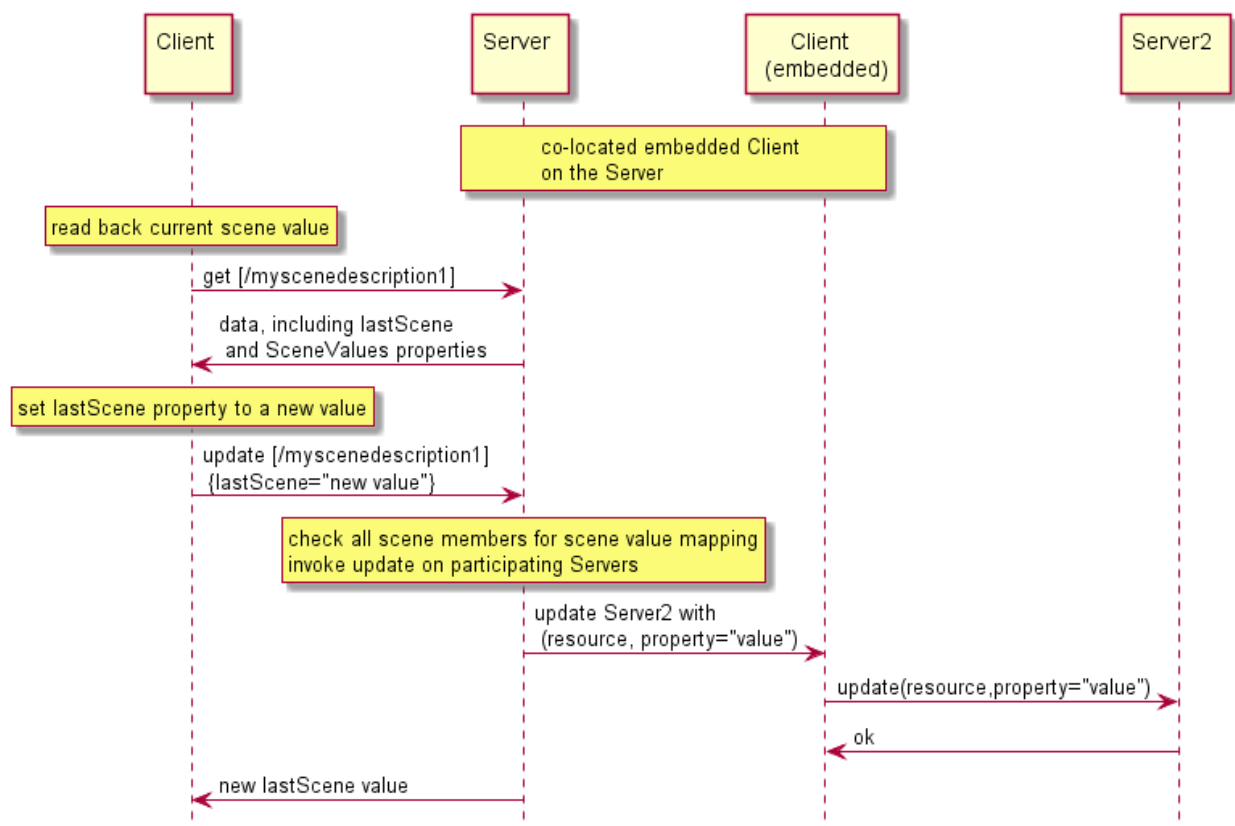 Client
Server
Client
(embedded)
Server2
co-located embedded Client
on the Server
read back current scene value
get [/myscenedescription1]
data, including lastScene
and SceneValues properties
set lastScene property to a new value
update [/myscenedescription1]
{lastScene="new value"}
check all scene members for scene value mapping
invoke update on participating Servers
update Server2 with
(resource, property="value")
update(resource,property="value")
ok
new lastScene value